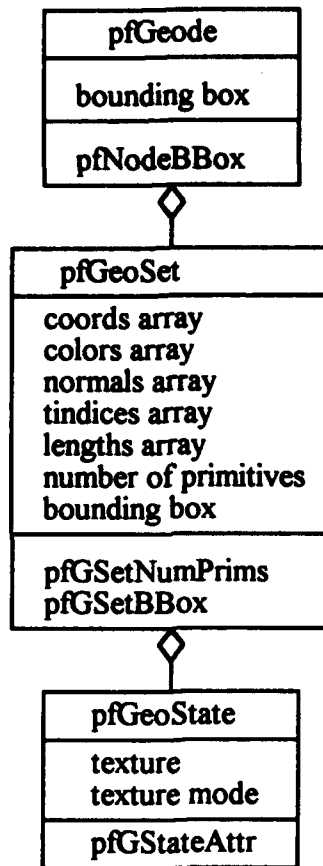 pfGeode
bounding box
pfNodeBBox
pfGeoSet
coords array
colors array
normals array
tindices array
lengths array
number of primitives
bounding box
pfGSetNumPrims
pfGSetBBox
pfGeoState
texture
texture mode
pfGStateAttr